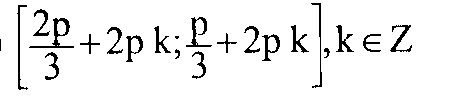 [2p/3 + 2p k; p/3 + 2p k], k ∈ Z